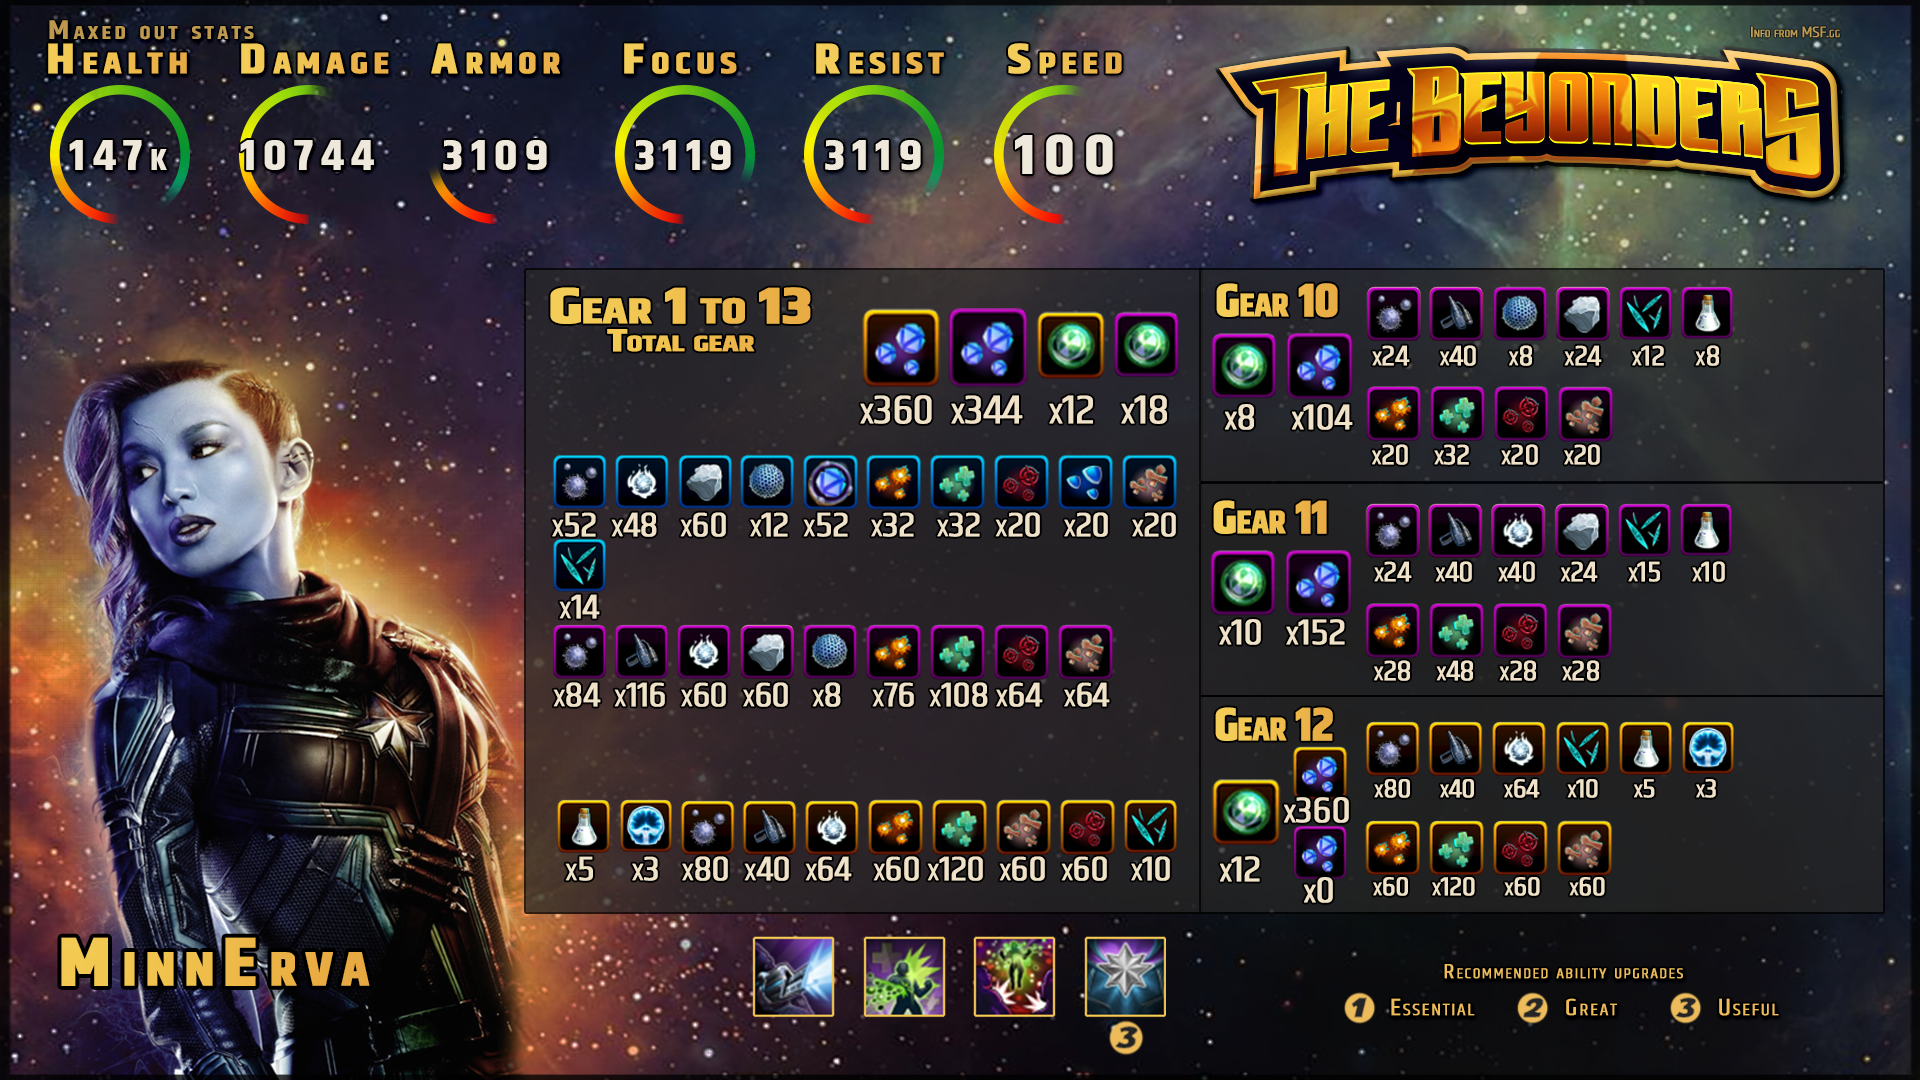 Maxed out stats
Health Damage Armor Focus Resist Speed
147k 10744 3109 3119 3119 100
Info from MSF.gg
The Beyonders
Gear 1 to 13
Total gear
x360 x344 x12 x18
x52 x48 x60 x12 x52 x32 x32 x20 x20 x20
x14
x84 x116 x60 x60 x8 x76 x108 x64 x64
x5 x3 x80 x40 x64 x60 x120 x60 x60 x10
Gear 10
x8 x104
x24 x40 x8 x24 x12 x8
x20 x32 x20 x20
Gear 11
x10 x152
x24 x40 x40 x24 x15 x10
x28 x48 x28 x28
Gear 12
x12
x360
x0
x80 x40 x64 x10 x5 x3
x60 x120 x60 x60
MinnErva
3
Recommended ability upgrades
1 Essential 2 Great 3 Useful